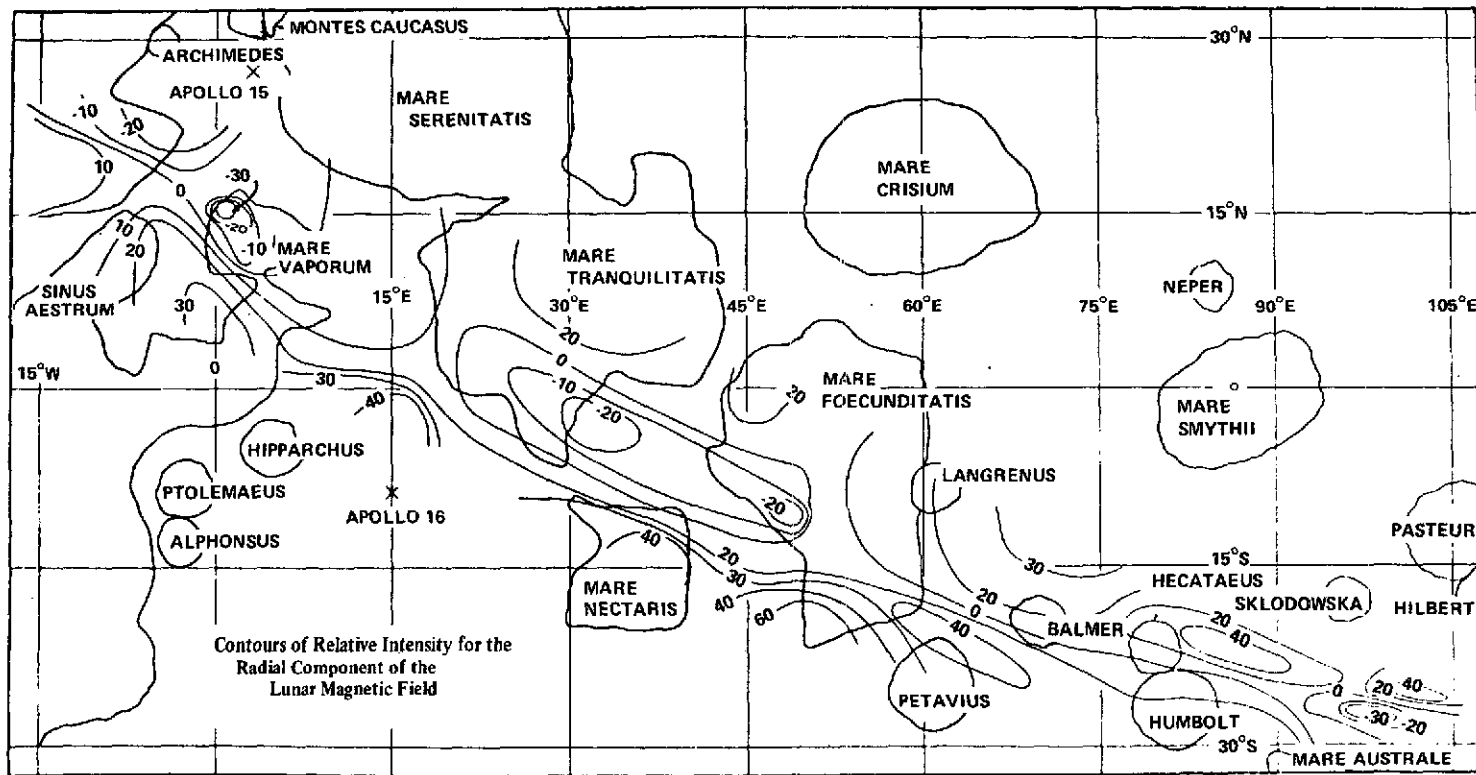 MONTES CAUCASUS
ARCHIMEDES
APOLLO 15
30°N
-10
-20
MARE
SERENITATIS
10
0
-30
MARE
CRISIUM
-20
15°N
10
20
-10
MARE
VAPORUM
MARE
TRANQUILITATIS
SINUS
AESTRUM
30
15°E
30°E
45°E
60°E
75°E
NEPER
90°E
105°E
20
0
15°W
0
30
-10
MARE
FOECUNDITATIS
20
0
-40
-20
MARE
SMYTHII
HIPPARCHUS
LANGRENUS
PTOLEMAEUS
APOLLO 16
-20
PASTEUR
ALPHONSUS
40
20
30
40
60
30
15°S
HECATAEUS
MARE
NECTARIS
20
0
SKLODOWSKA
HILBERT
BALMER
20
40
40
Contours of Relative Intensity for the
Radial Component of the
Lunar Magnetic Field
PETAVIUS
HUMBOLT
0
20
40
-30
-20
30°S
MARE AUSTRALE